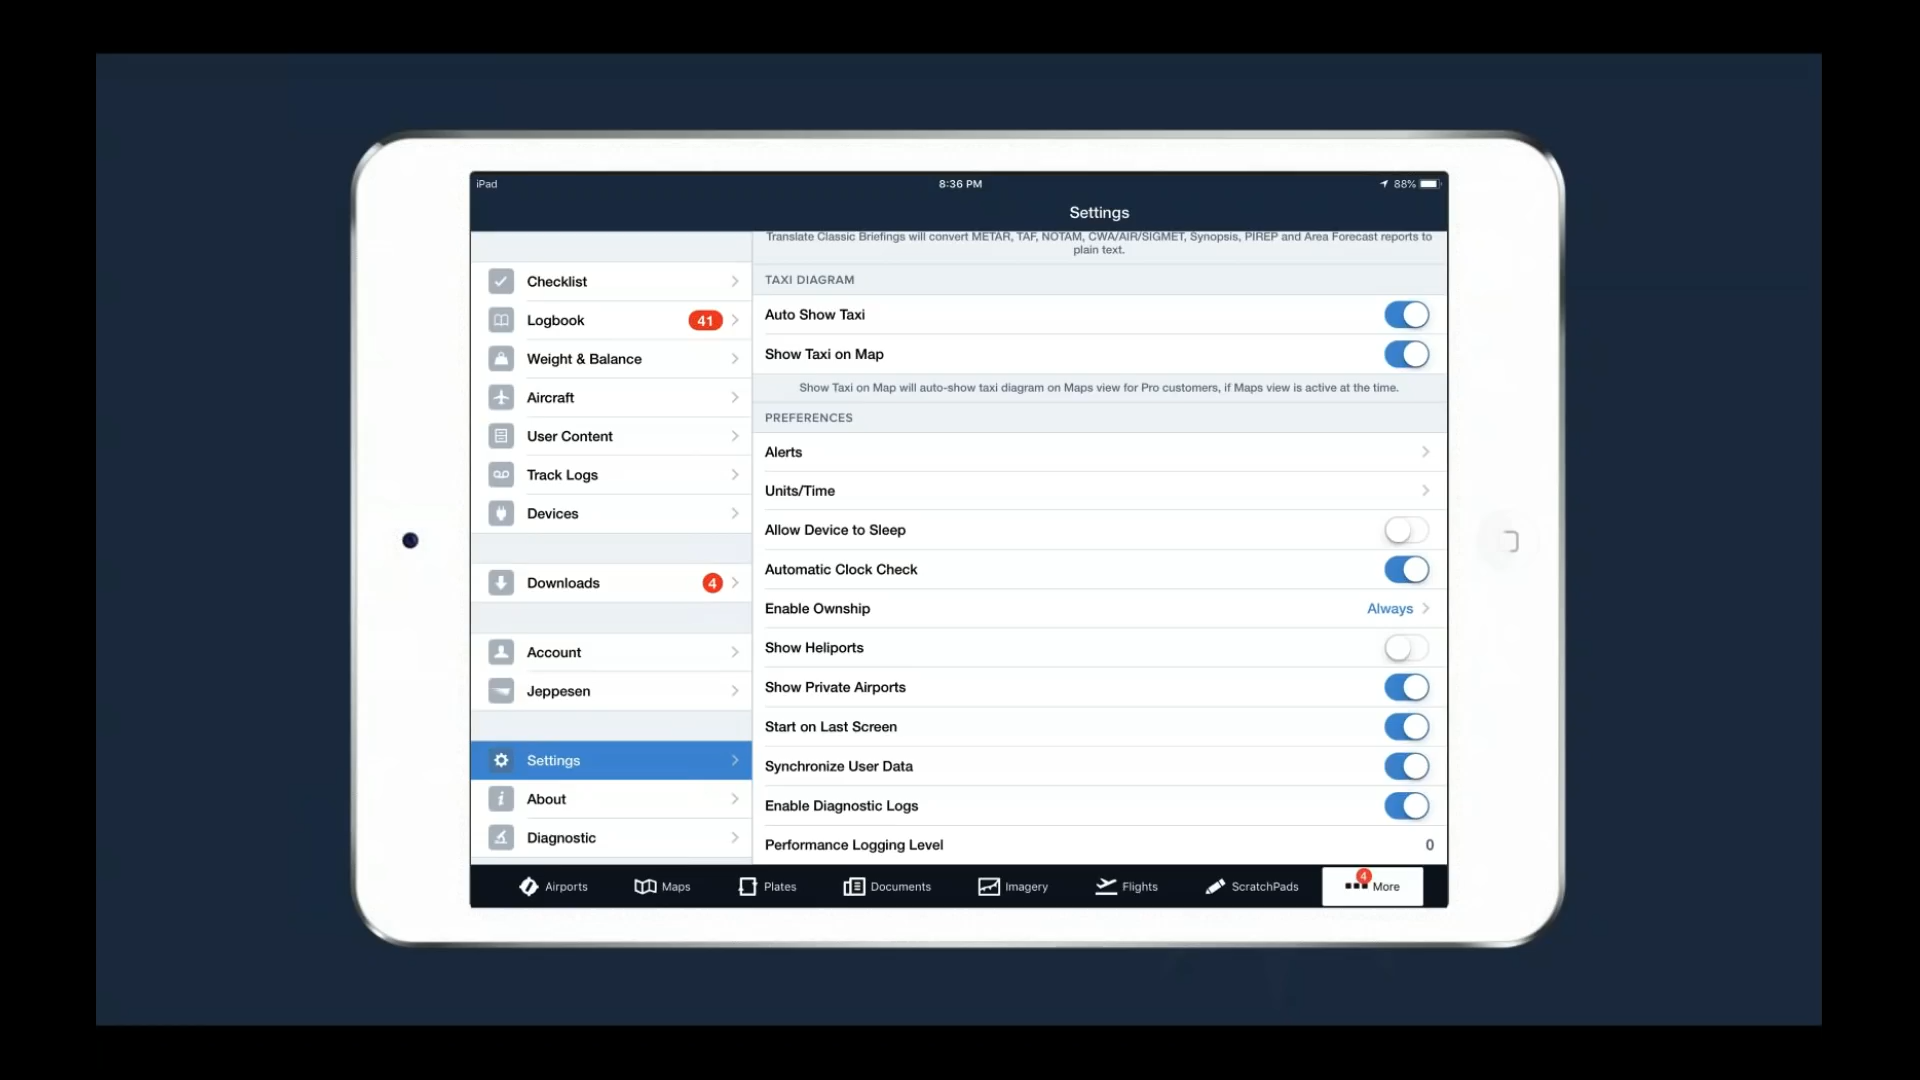 iPad
8:36 PM
88%
Settings
Checklist
Logbook 41
Weight & Balance
Aircraft
User Content
Track Logs
Devices
Downloads 4
Account
Jeppesen
Settings
About
Diagnostic
Translate Classic Briefings will convert METAR, TAF, NOTAM, CWA/AIR/SIGMET, Synopsis, PIREP and Area Forecast reports to
plain text.
TAXI DIAGRAM
Auto Show Taxi
Show Taxi on Map
Show Taxi on Map will auto-show taxi diagram on Maps view for Pro customers, if Maps view is active at the time.
PREFERENCES
Alerts
Units/Time
Allow Device to Sleep
Automatic Clock Check
Enable Ownship Always
Show Heliports
Show Private Airports
Start on Last Screen
Synchronize User Data
Enable Diagnostic Logs
Performance Logging Level 0
Airports
Maps
Plates
Documents
Imagery
Flights
ScratchPads
4
More